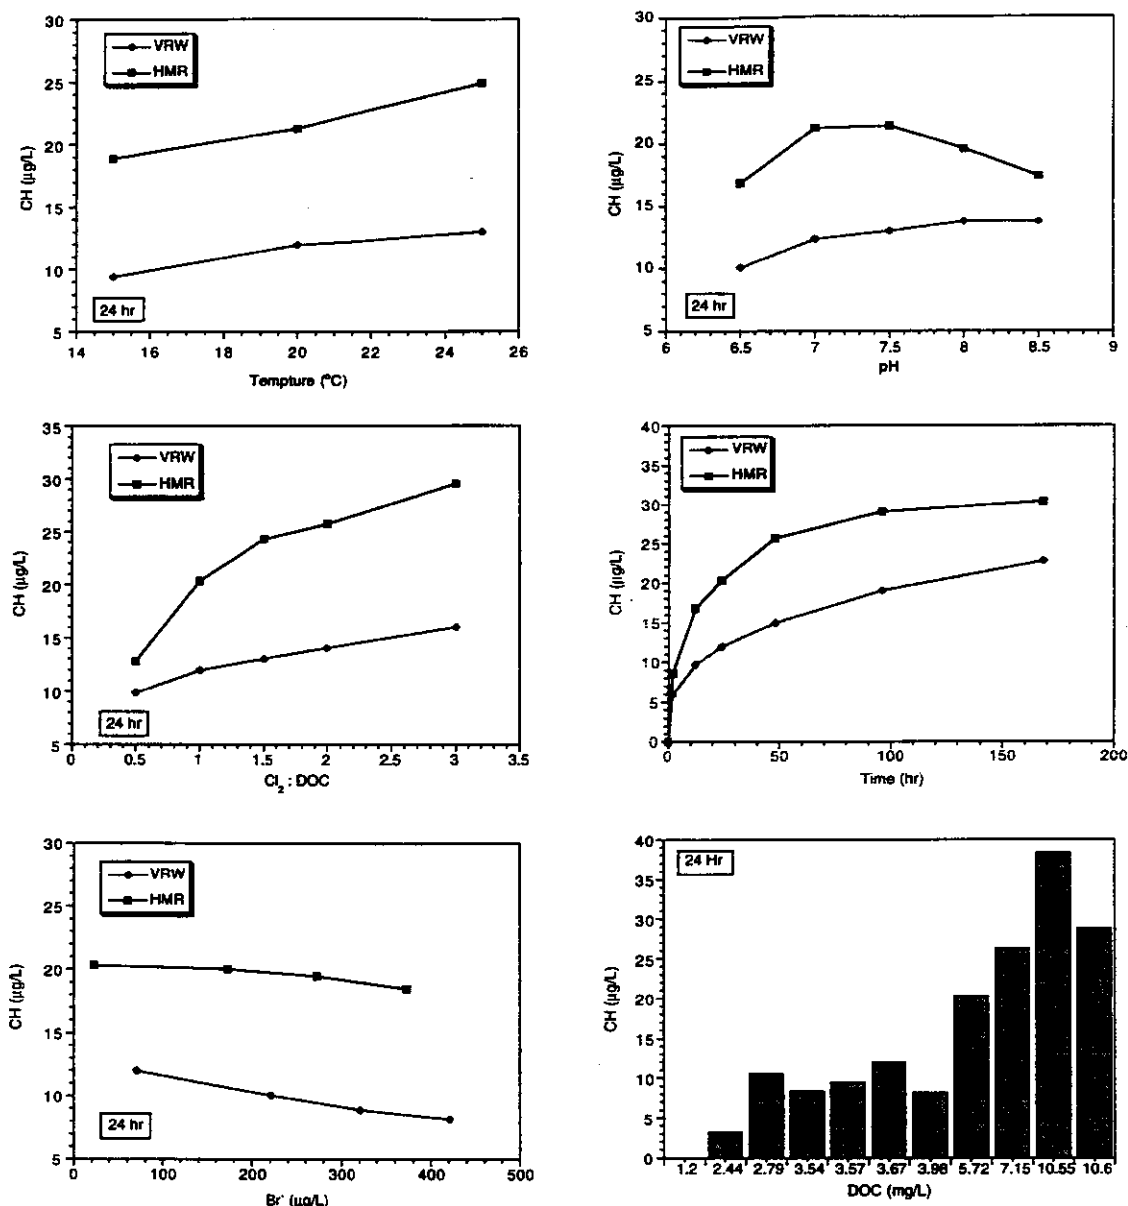 30
25
20
15
10
5
CH (µg/L)
VRW
HMR
24 hr
14 16 18 20 22 24 26
Tempture (°C)
30
25
20
15
10
5
CH (µg/L)
VRW
HMR
24 hr
6 6.5 7 7.5 8 8.5 9
pH
35
30
25
20
15
10
5
CH (µg/L)
VRW
HMR
24 hr
0 0.5 1 1.5 2 2.5 3 3.5
Cl₂ : DOC
40
35
30
25
20
15
10
5
0
CH (µg/L)
VRW
HMR
0 50 100 150 200
Time (hr)
30
25
20
15
10
5
CH (µg/L)
VRW
HMR
24 hr
0 100 200 300 400 500
Br⁻ (µg/L)
40
35
30
25
20
15
10
5
0
CH (µg/L)
24 Hr
1.2 2.44 2.79 3.54 3.57 3.67 3.98 5.72 7.15 10.55 10.6
DOC (mg/L)